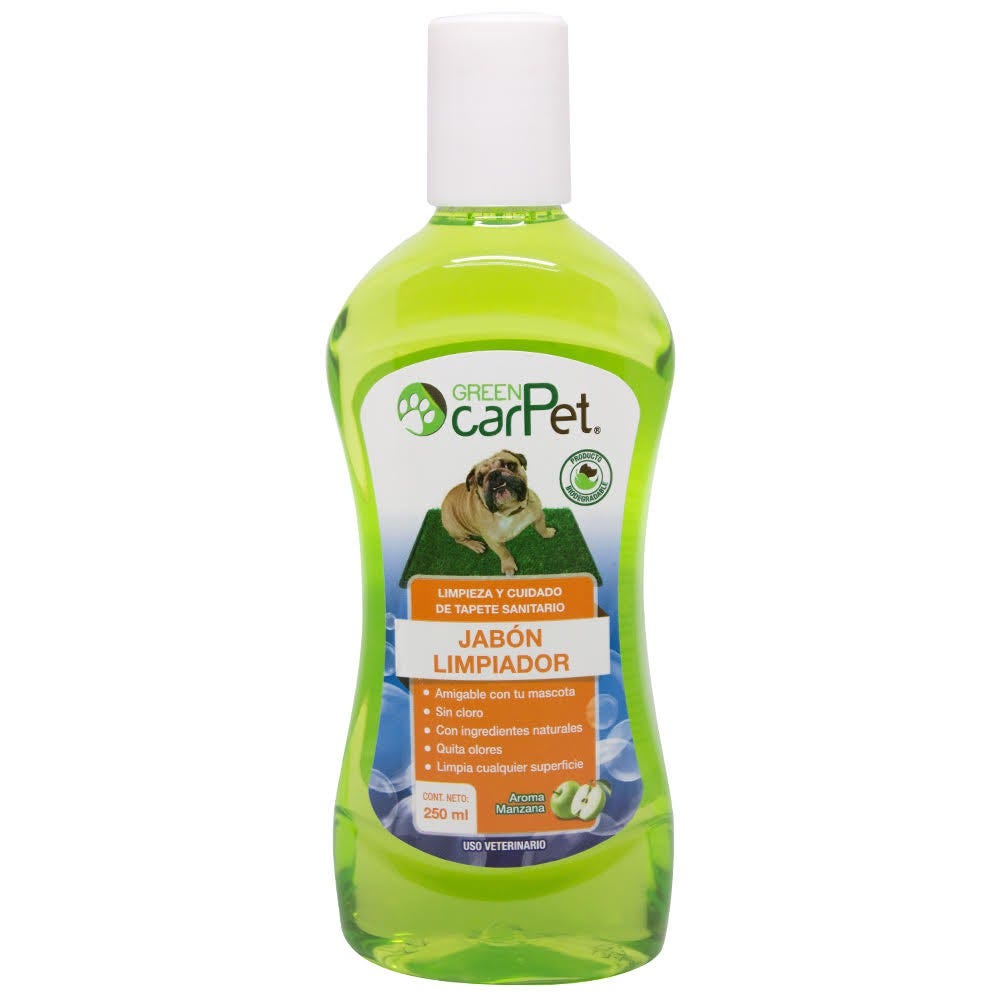 GREEN
carPet®
PRODUCTO
BIODEGRADABLE
LIMPIEZA Y CUIDADO
DE TAPETE SANITARIO
JABÓN
LIMPIADOR
• Amigable con tu mascota
• Sin cloro
• Con ingredientes naturales
• Quita olores
• Limpia cualquier superficie
CONT. NETO:
250 ml
Aroma
Manzana
USO VETERINARIO